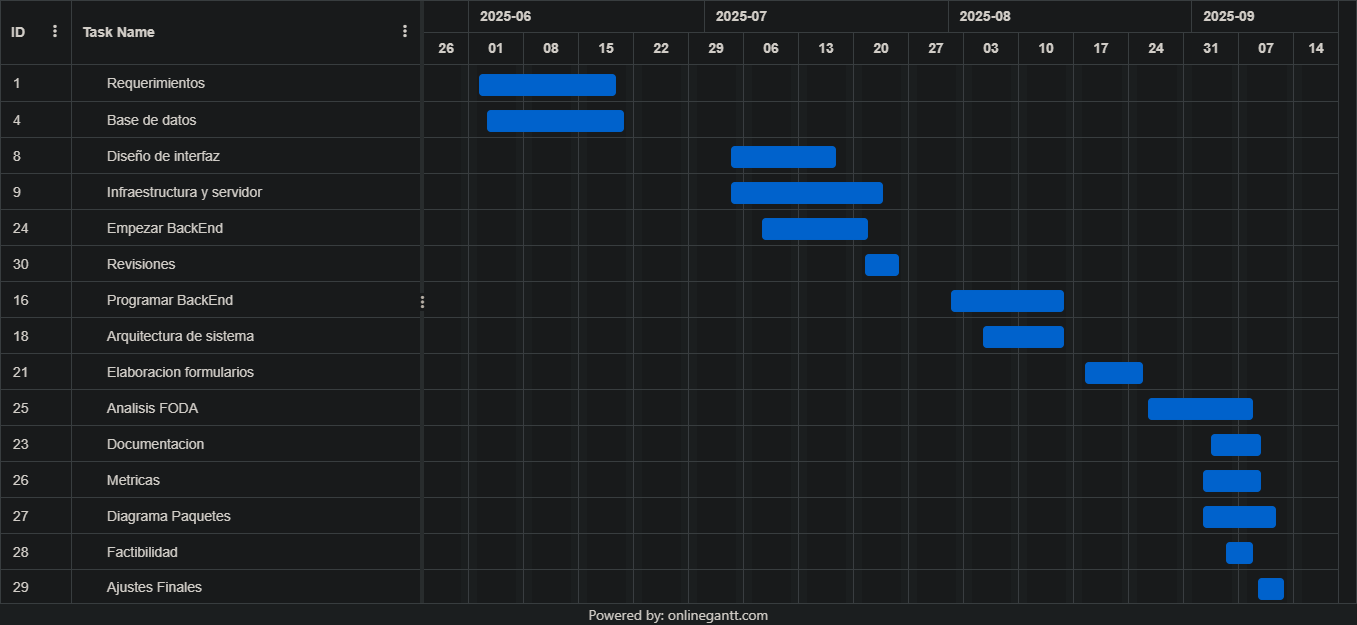 2025-06 2025-07 2025-08 2025-09
ID Task Name
26 01 08 15 22 29 06 13 20 27 03 10 17 24 31 07 14
1 Requerimientos
4 Base de datos
8 Diseño de interfaz
9 Infraestructura y servidor
24 Empezar BackEnd
30 Revisiones
16 Programar BackEnd
18 Arquitectura de sistema
21 Elaboracion formularios
25 Analisis FODA
23 Documentacion
26 Metricas
27 Diagrama Paquetes
28 Factibilidad
29 Ajustes Finales
Powered by: onlinegantt.com